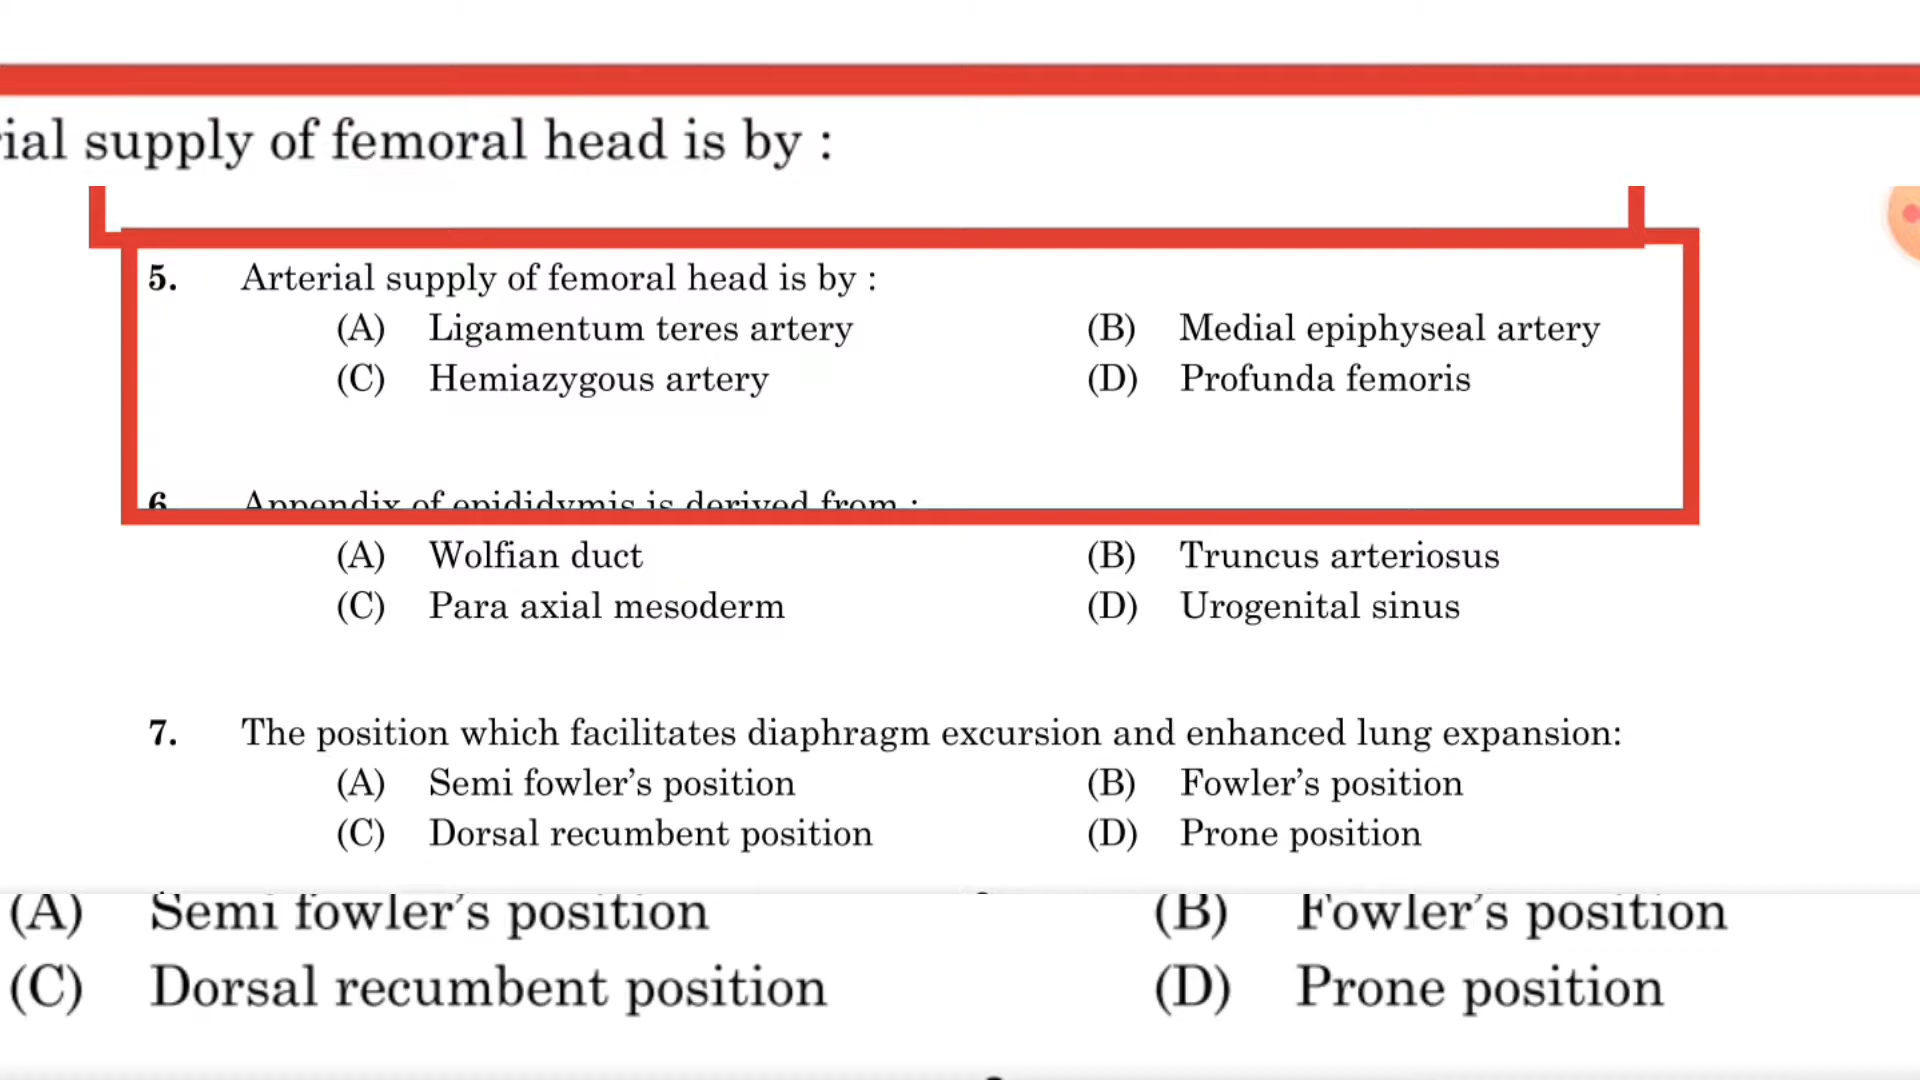 ial supply of femoral head is by :
5. Arterial supply of femoral head is by :
(A) Ligamentum teres artery (B) Medial epiphyseal artery
(C) Hemiazygous artery (D) Profunda femoris
6 Appendix of epididymis is derived from :
(A) Wolfian duct (B) Truncus arteriosus
(C) Para axial mesoderm (D) Urogenital sinus
7. The position which facilitates diaphragm excursion and enhanced lung expansion:
(A) Semi fowler's position (B) Fowler's position
(C) Dorsal recumbent position (D) Prone position
(A) Semi fowler's position (B) Fowler's position
(C) Dorsal recumbent position (D) Prone position